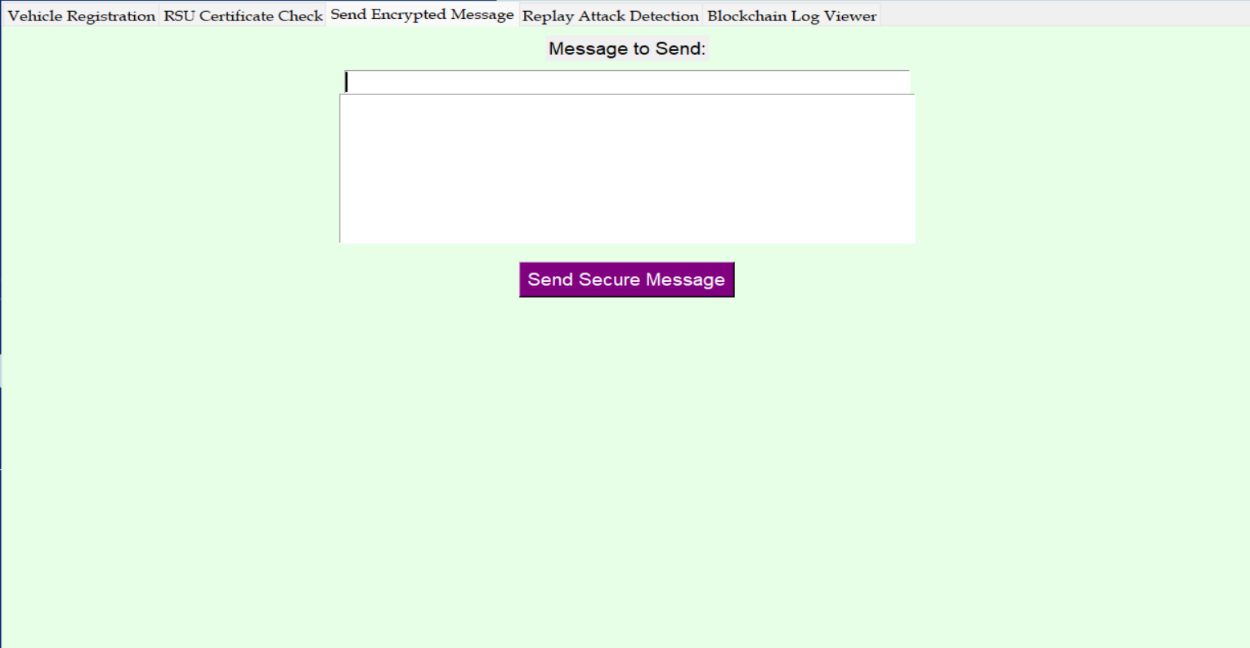 Vehicle Registration RSU Certificate Check Send Encrypted Message Replay Attack Detection Blockchain Log Viewer
Message to Send:
Send Secure Message